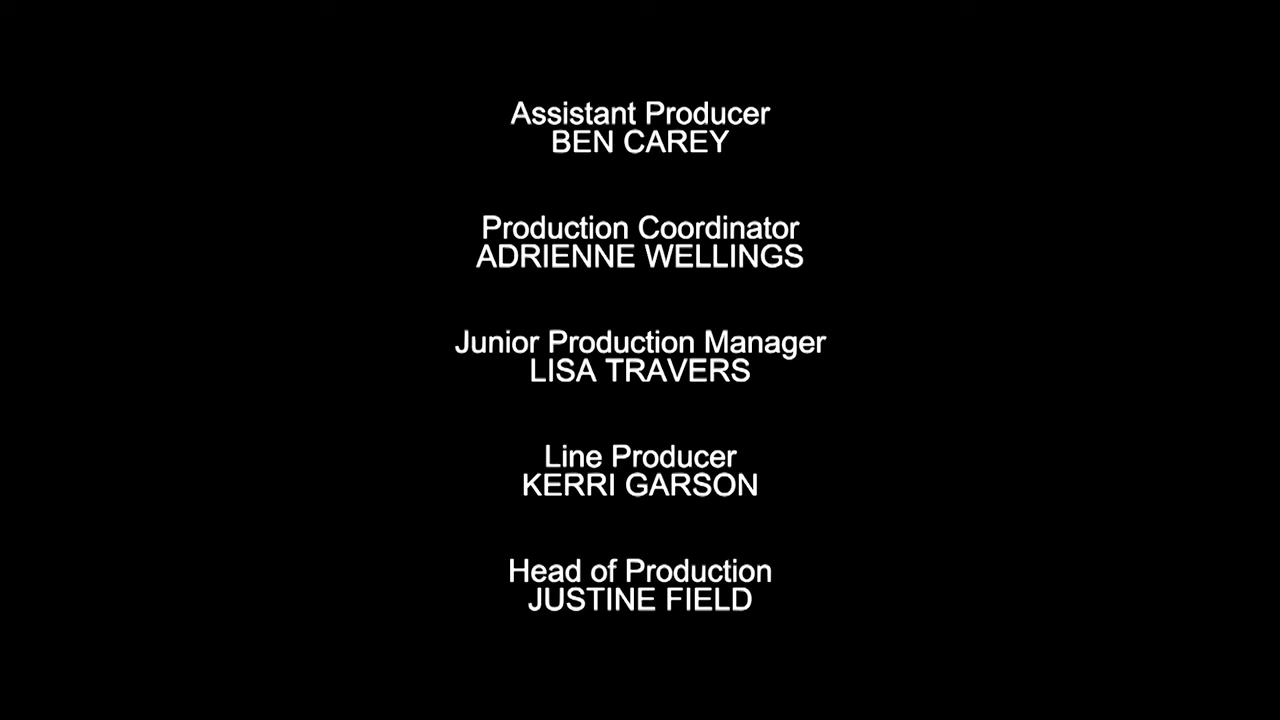 Assistant Producer
BEN CAREY
Production Coordinator
ADRIENNE WELLINGS
Junior Production Manager
LISA TRAVERS
Line Producer
KERRI GARSON
Head of Production
JUSTINE FIELD